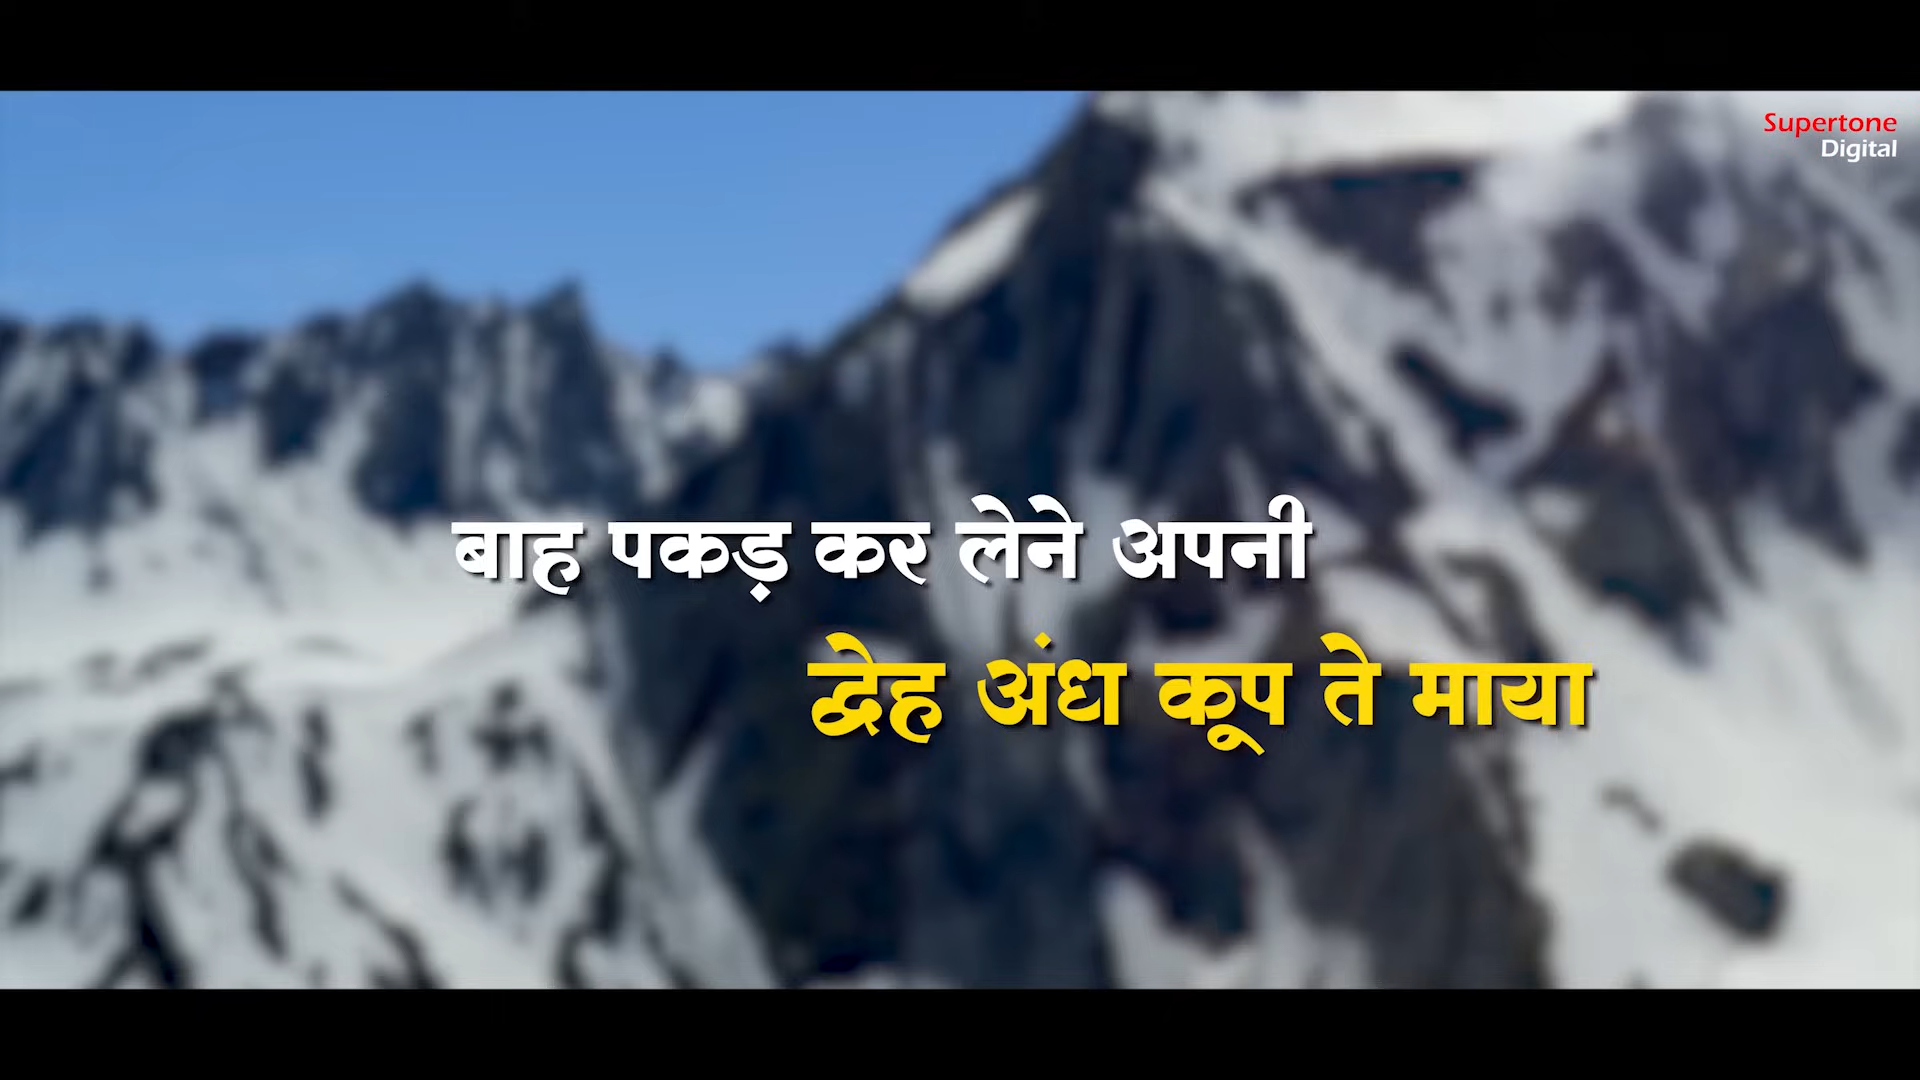 Supertone
Digital
बाह पकड़ कर लेने अपनी
द्वेह अंध कूप ते माया